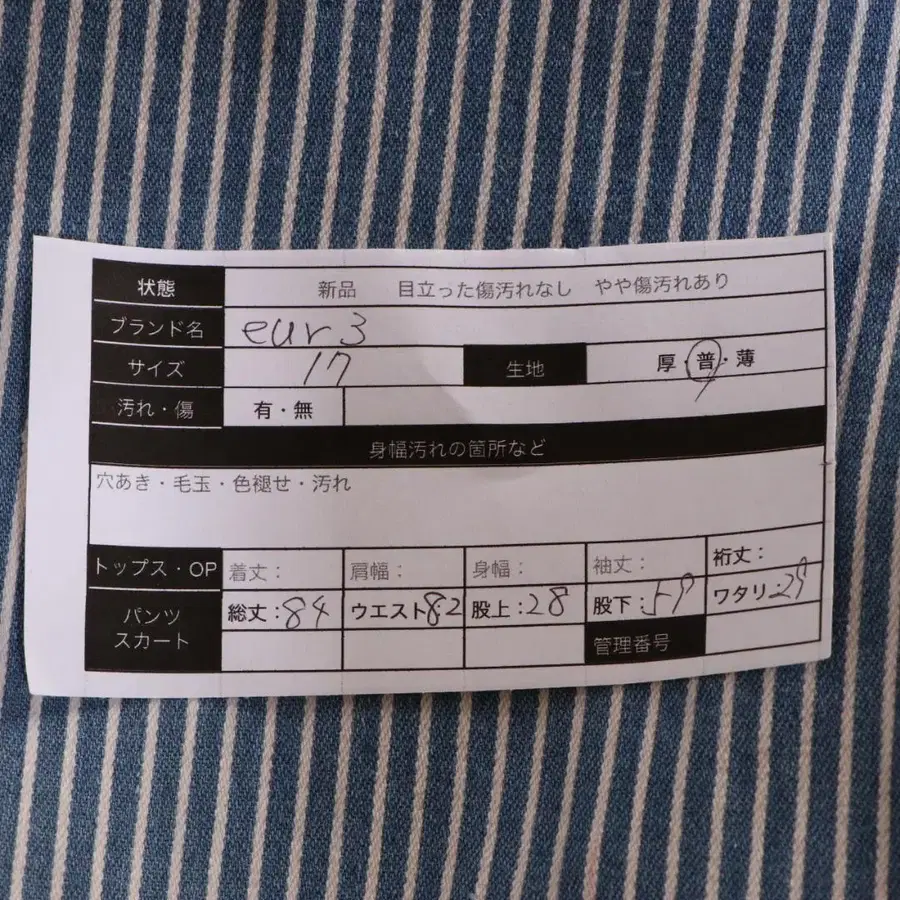 状態 新品 目立った傷汚れなし やや傷汚れあり
ブランド名 eur3
サイズ 17 生地 厚・普・薄
汚れ・傷 有・無
身幅汚れの箇所など
穴あき・毛玉・色褪せ・汚れ
トップス・OP 着丈： 肩幅： 身幅： 袖丈： 裄丈：
パンツ スカート 総丈：84 ウエスト82 股上：28 股下：59 ワタリ：29
管理番号